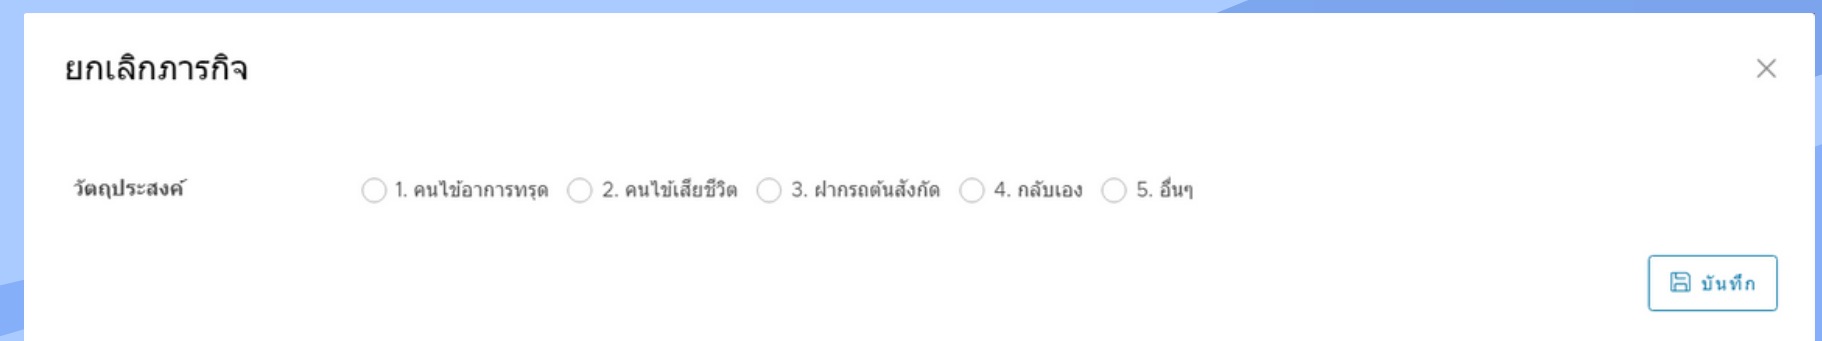 ยกเลิกภารกิจ
วัตถุประสงค์ 1. คนไข้อาการทรุด 2. คนไข้เสียชีวิต 3. ฝากรถต้นสังกัด 4. กลับเอง 5. อื่นๆ
บันทึก